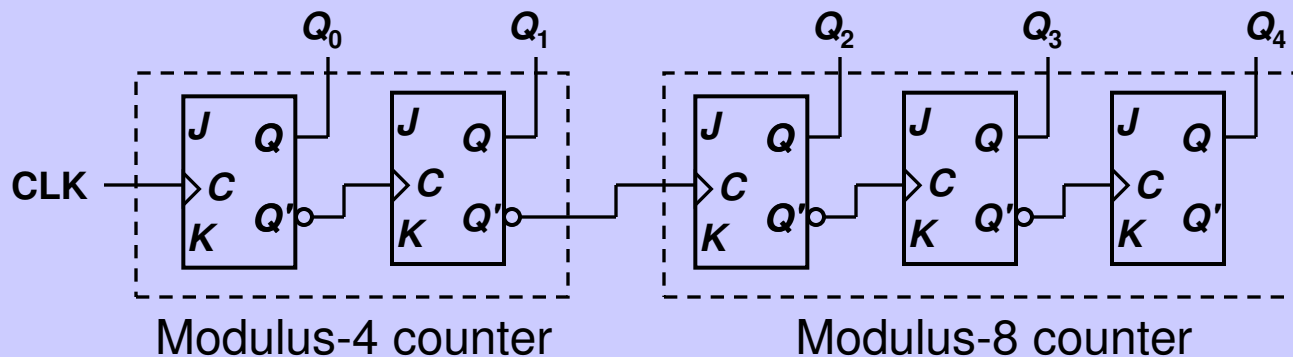 Q0 Q1 Q2 Q3 Q4
J Q J Q J Q J Q J Q
CLK C C C C C
K Q' K Q' K Q' K Q' K Q'
Modulus-4 counter Modulus-8 counter